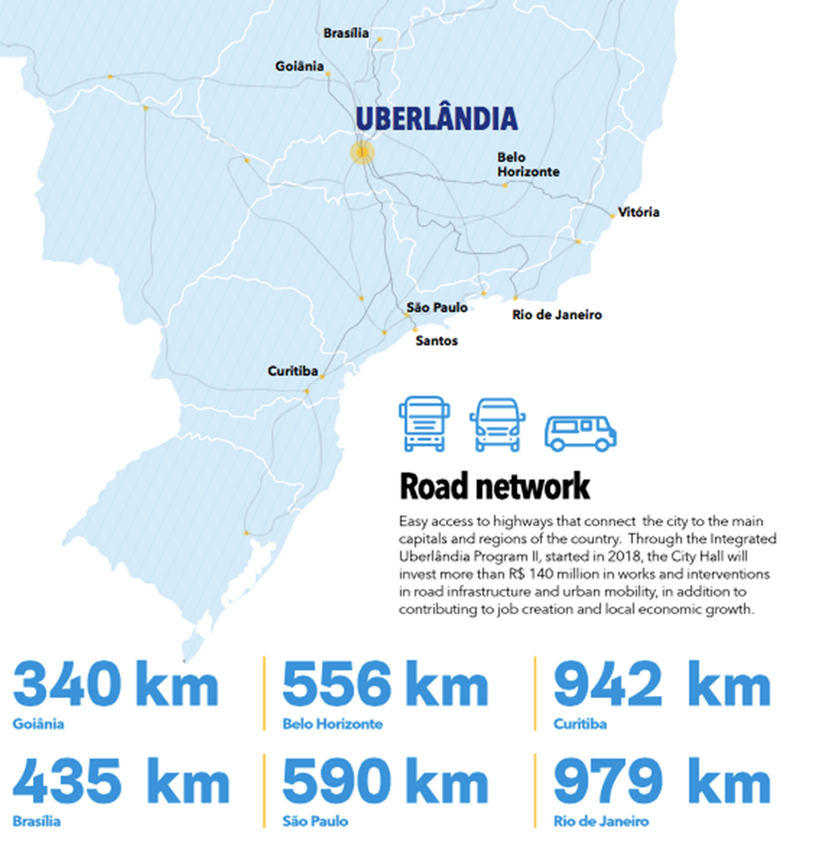 Brasília
Goiânia
UBERLÂNDIA
Belo
Horizonte
Vitória
São Paulo
Rio de Janeiro
Santos
Curitiba
Road network
Easy access to highways that connect the city to the main
capitals and regions of the country. Through the Integrated
Uberlândia Program II, started in 2018, the City Hall will
invest more than R$ 140 million in works and interventions
in road infrastructure and urban mobility, in addition to
contributing to job creation and local economic growth.
340 km
Goiânia
556 km
Belo Horizonte
942 km
Curitiba
435 km
Brasília
590 km
São Paulo
979 km
Rio de Janeiro